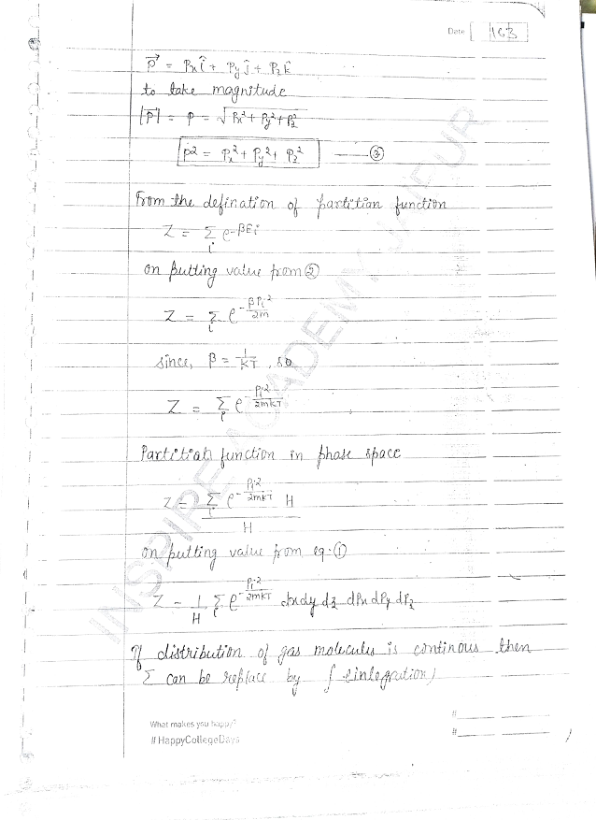 Date 163
$\vec{P} = P_x\hat{i} + P_y\hat{j} + P_z\hat{k}$
to take magnitude
$|\vec{P}| = p = \sqrt{P_x^2 + P_y^2 + P_z^2}$
$p^2 = P_x^2 + P_y^2 + P_z^2$ —— ③
From the defination of partitian function
$Z = \sum_i e^{-\beta E_i}$
on putting value from ②
$Z = \sum_i e^{-\frac{\beta P_i^2}{2m}}$
since, $\beta = \frac{1}{kT}$, so
$Z = \sum_i e^{-\frac{P_i^2}{2mkT}}$
Partitian function in phase space
$Z = \frac{\sum_i e^{-\frac{P_i^2}{2mkT}} H}{H}$
on putting value from eq. ①
$Z = \frac{1}{H} \sum_i e^{-\frac{P_i^2}{2mkT}} dx dy dz dP_x dP_y dP_z$
If distribution of gas molecules is continous then
Σ can be replace by ∫ (integration)
What makes you happy?
# HappyCollegeDays
#
#
INSPIRE ACADEMY JAIPUR